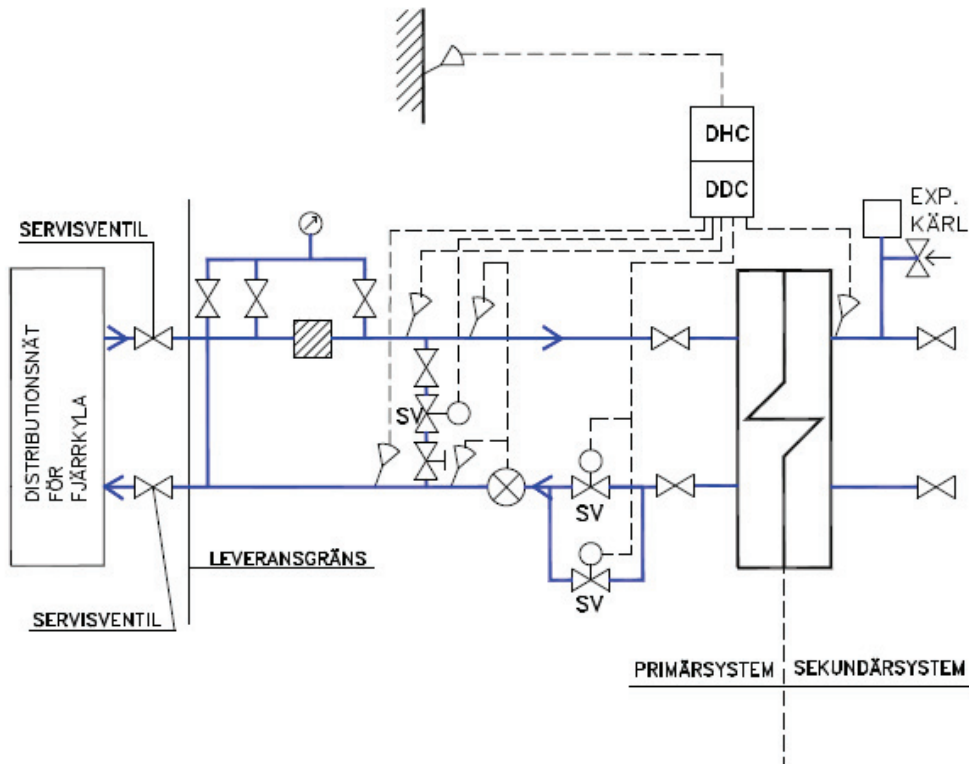 DHC
DDC
EXP.
KÄRL
SERVISVENTIL
DISTRIBUTIONSNÄT
FÖR
FJÄRRKYLA
SV
SV
SV
LEVERANSGRÄNS
SERVISVENTIL
PRIMÄRSYSTEM
SEKUNDÄRSYSTEM